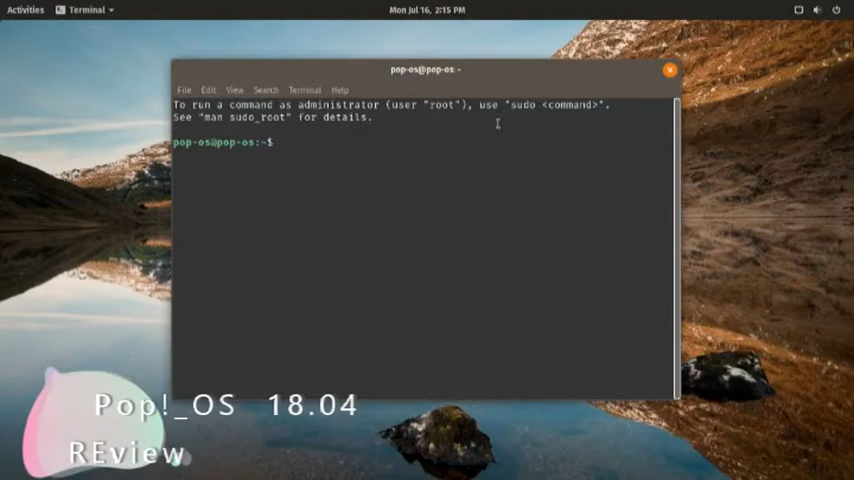 Activities Terminal Mon Jul 16, 2:15 PM
pop-os@pop-os: ~
File Edit View Search Terminal Help
To run a command as administrator (user "root"), use "sudo <command>".
See "man sudo_root" for details.
pop-os@pop-os:~$
Pop!_OS 18.04
REview